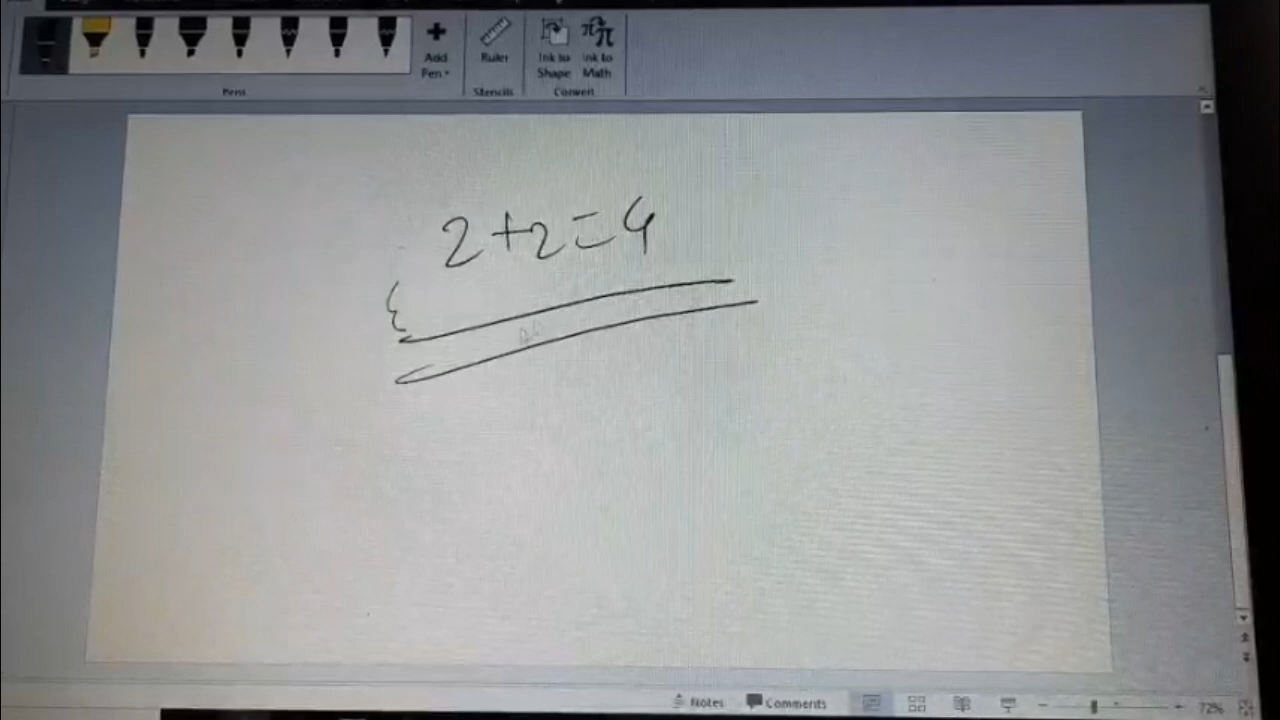 Add
Pen
Ruler
Ink to
Shape
Ink to
Math
Pens
Stencils
Convert
2+2=4
Notes
Comments
72%